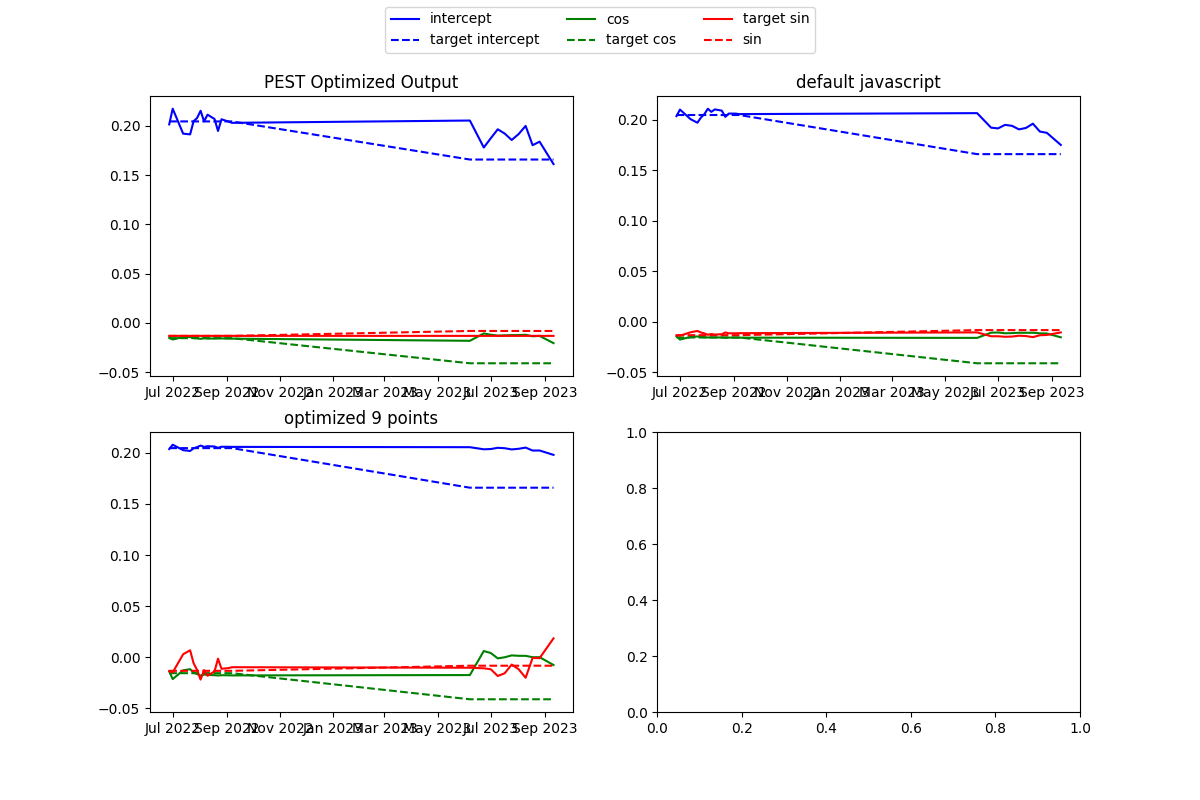 intercept cos target sin
target intercept target cos sin
PEST Optimized Output
0.20
0.15
0.10
0.05
0.00
−0.05
Jul 2022 Sep 2022 Nov 2022 Jan 2023 Mar 2023 May 2023 Jul 2023 Sep 2023
default javascript
0.20
0.15
0.10
0.05
0.00
−0.05
Jul 2022 Sep 2022 Nov 2022 Jan 2023 Mar 2023 May 2023 Jul 2023 Sep 2023
optimized 9 points
0.20
0.15
0.10
0.05
0.00
−0.05
Jul 2022 Sep 2022 Nov 2022 Jan 2023 Mar 2023 May 2023 Jul 2023 Sep 2023
1.0
0.8
0.6
0.4
0.2
0.0
0.0 0.2 0.4 0.6 0.8 1.0